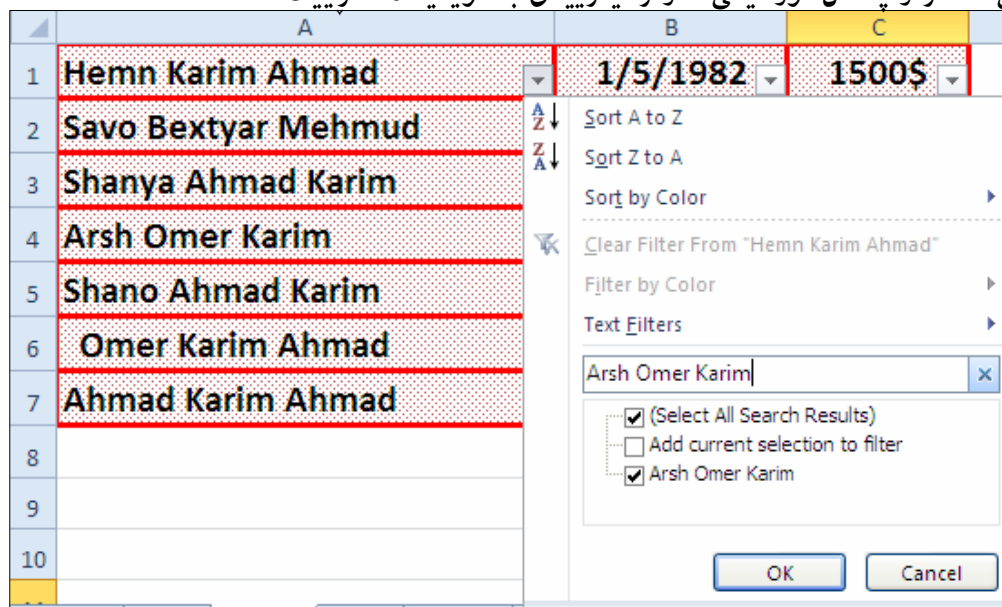 A B C
1 Hemn Karim Ahmad 1/5/1982 1500$
2 Savo Bextyar Mehmud
3 Shanya Ahmad Karim
4 Arsh Omer Karim
5 Shano Ahmad Karim
6 Omer Karim Ahmad
7 Ahmad Karim Ahmad
8
9
10
Sort A to Z
Sort Z to A
Sort by Color
Clear Filter From "Hemn Karim Ahmad"
Filter by Color
Text Filters
Arsh Omer Karim
(Select All Search Results)
Add current selection to filter
Arsh Omer Karim
OK Cancel